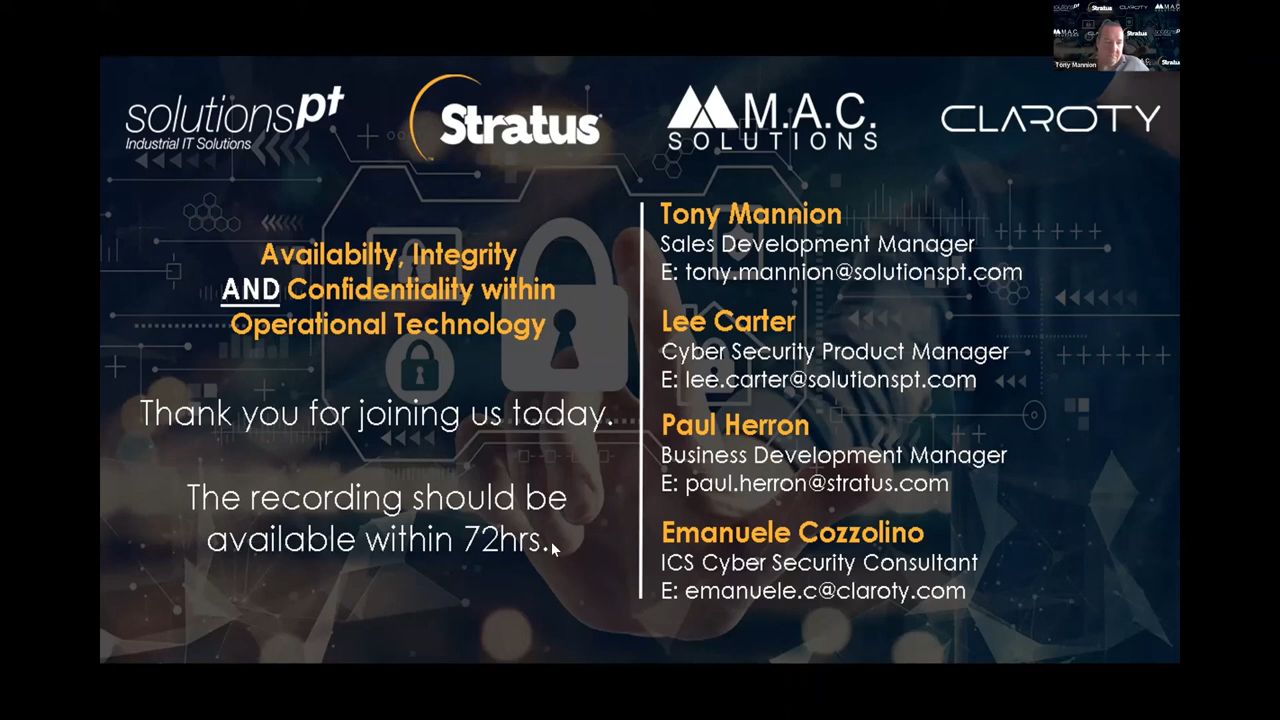 solutionspt
Industrial IT Solutions
Stratus
M.A.C.
SOLUTIONS
CLAROTY
Tony Mannion
Availabilty, Integrity
AND Confidentiality within
Operational Technology
Thank you for joining us today.
The recording should be
available within 72hrs.
Tony Mannion
Sales Development Manager
E: tony.mannion@solutionspt.com
Lee Carter
Cyber Security Product Manager
E: lee.carter@solutionspt.com
Paul Herron
Business Development Manager
E: paul.herron@stratus.com
Emanuele Cozzolino
ICS Cyber Security Consultant
E: emanuele.c@claroty.com